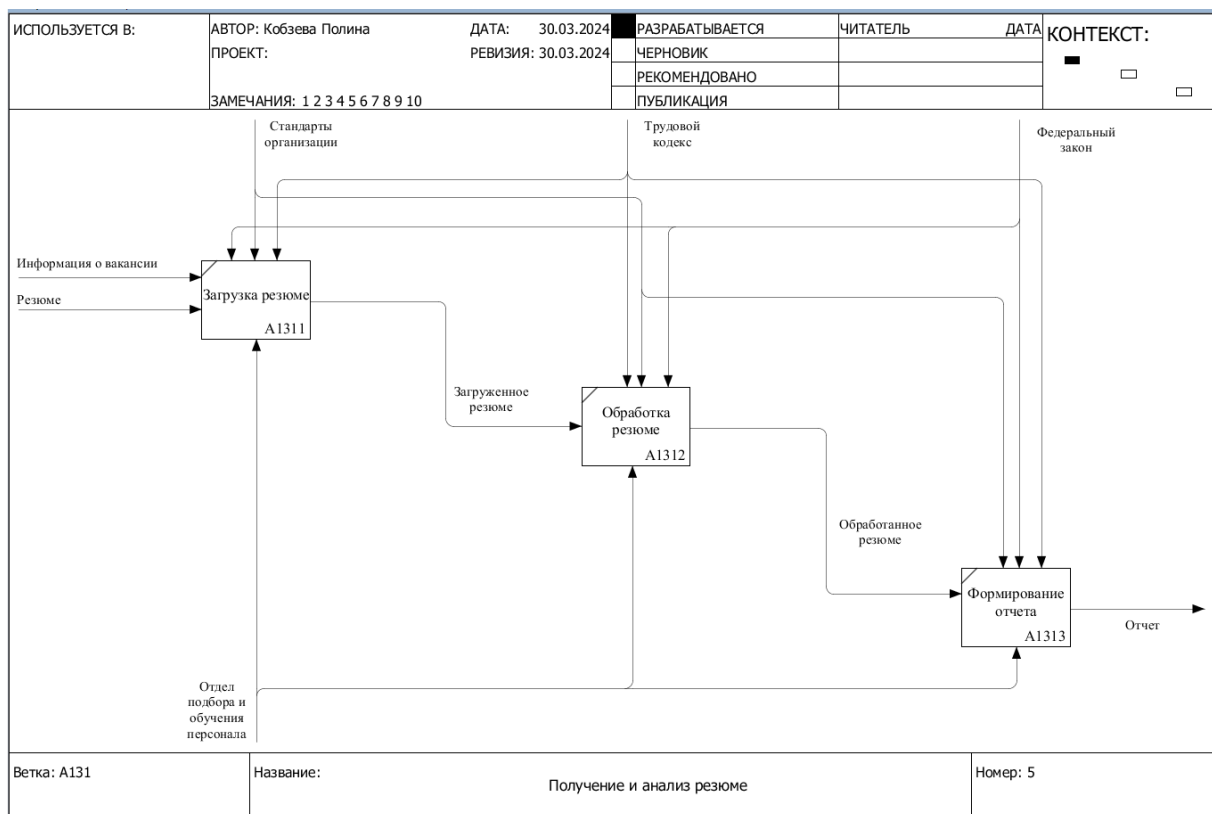 ИСПОЛЬЗУЕТСЯ В:
АВТОР: Кобзева Полина
ДАТА: 30.03.2024
РАЗРАБАТЫВАЕТСЯ
ЧИТАТЕЛЬ
ДАТА
КОНТЕКСТ:
ПРОЕКТ:
РЕВИЗИЯ: 30.03.2024
ЧЕРНОВИК
РЕКОМЕНДОВАНО
ЗАМЕЧАНИЯ: 1 2 3 4 5 6 7 8 9 10
ПУБЛИКАЦИЯ
Стандарты
организации
Трудовой
кодекс
Федеральный
закон
Информация о вакансии
Резюме
Загрузка резюме
A1311
Загруженное
резюме
Обработка
резюме
A1312
Обработанное
резюме
Формирование
отчета
A1313
Отчет
Отдел
подбора и
обучения
персонала
Ветка: A131
Название:
Получение и анализ резюме
Номер: 5